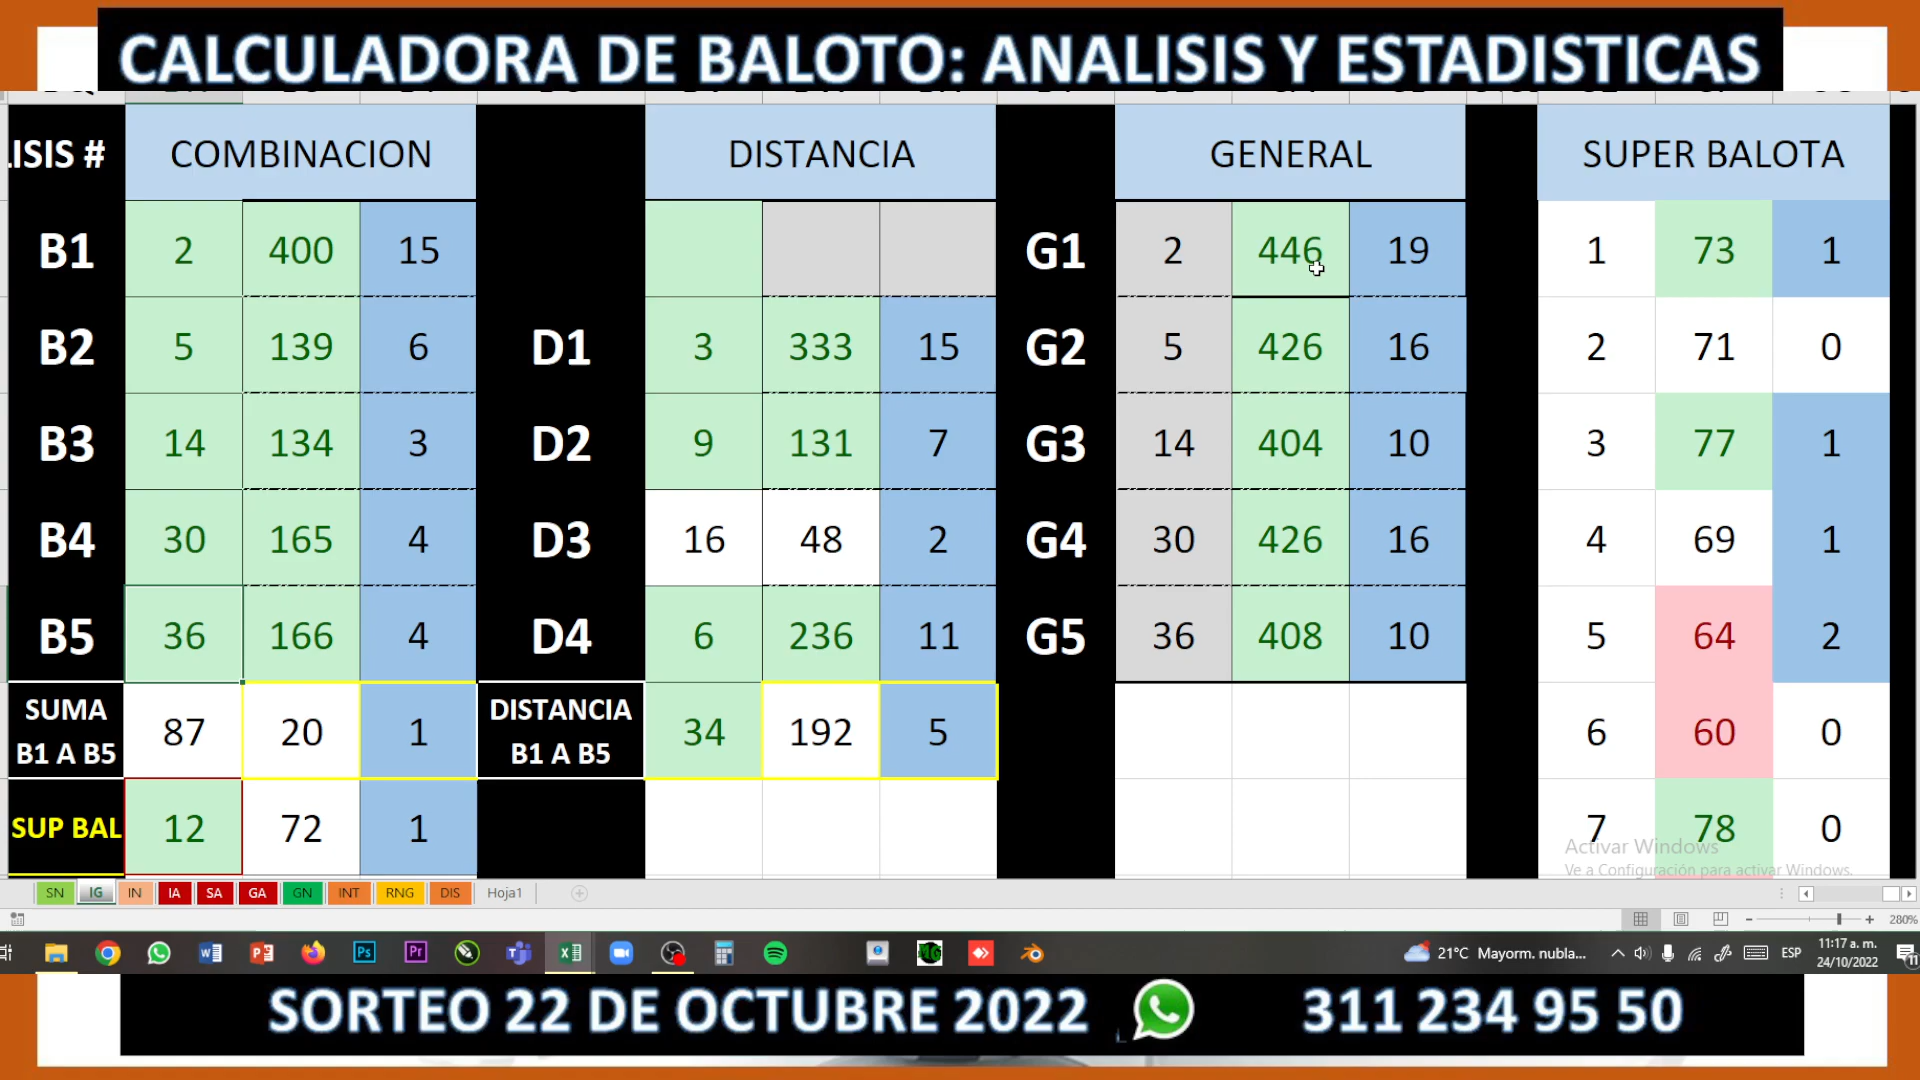 CALCULADORA DE BALOTO: ANALISIS Y ESTADISTICAS
ISIS # COMBINACION DISTANCIA GENERAL SUPER BALOTA
B1 2 400 15 G1 2 446 19 1 73 1
B2 5 139 6 D1 3 333 15 G2 5 426 16 2 71 0
B3 14 134 3 D2 9 131 7 G3 14 404 10 3 77 1
B4 30 165 4 D3 16 48 2 G4 30 426 16 4 69 1
B5 36 166 4 D4 6 236 11 G5 36 408 10 5 64 2
SUMA
B1 A B5 87 20 1 DISTANCIA
B1 A B5 34 192 5 6 60 0
SUP BAL 12 72 1 7 78 0
Activar Windows
Ve a Configuración para activar Windows.
SN IG IN IA SA GA GN INT RNG DIS Hoja1
280%
21°C Mayorm. nubla... ESP 11:17 a. m.
24/10/2022
SORTEO 22 DE OCTUBRE 2022 311 234 95 50